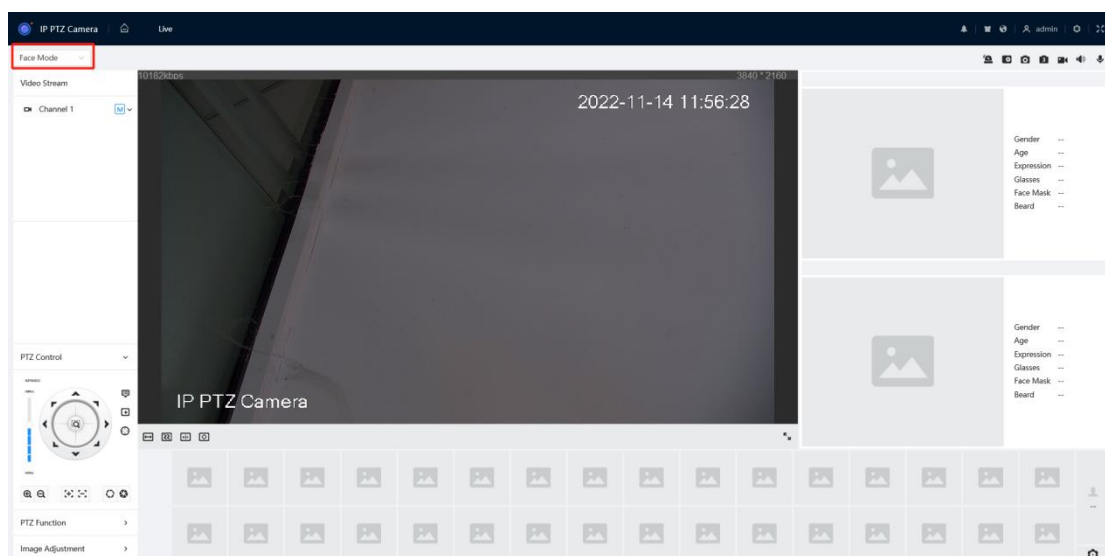 IP PTZ Camera
Live
admin
Face Mode
Video Stream
10182kbps
3840 * 2160
2022-11-14 11:56:28
Channel 1
M
Gender --
Age --
Expression --
Glasses --
Face Mask --
Beard --
Gender --
Age --
Expression --
Glasses --
Face Mask --
Beard --
PTZ Control
IP PTZ Camera
PTZ Function
--
Image Adjustment